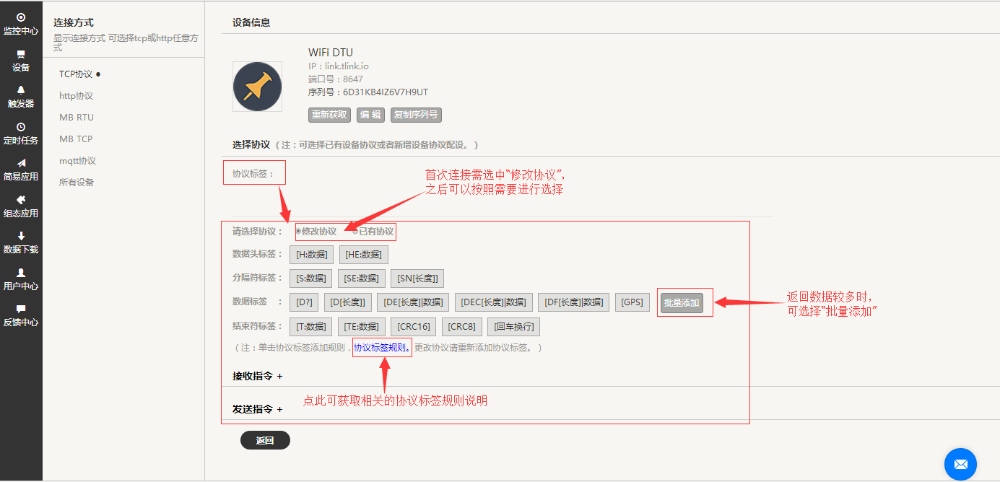 监控中心
设备
触发器
定时任务
简易应用
组态应用
数据下载
用户中心
反馈中心
连接方式
显示连接方式 可选择tcp或http任意方
式
TCP协议 ●
http协议
MB RTU
MB TCP
mqtt协议
所有设备
设备信息
WiFi DTU
IP：link.tlink.io
端口号：8647
序列号：6D31KB4IZ6V7H9UT
重新获取 编 辑 复制序列号
选择协议（注：可选择已有设备协议或者新增设备协议配设。）
协议标签：
首次连接需选中“修改协议”，
之后可以按照需要进行选择
请选择协议： 修改协议 已有协议
数据头标签： [H:数据] [HE:数据]
分隔符标签： [S:数据] [SE:数据] [SN[长度]]
数据标签 ： [D?] [D[长度]] [DE[长度]|数据] [DEC[长度]|数据] [DF[长度]|数据] [GPS] 批量添加
返回数据较多时，
可选择“批量添加”
结束符标签： [T:数据] [TE:数据] [CRC16] [CRC8] [回车换行]
（注：单击协议标签添加规则，协议标签规则。更改协议请重新添加协议标签。）
接收指令 +
点此可获取相关的协议标签规则说明
发送指令 +
返回